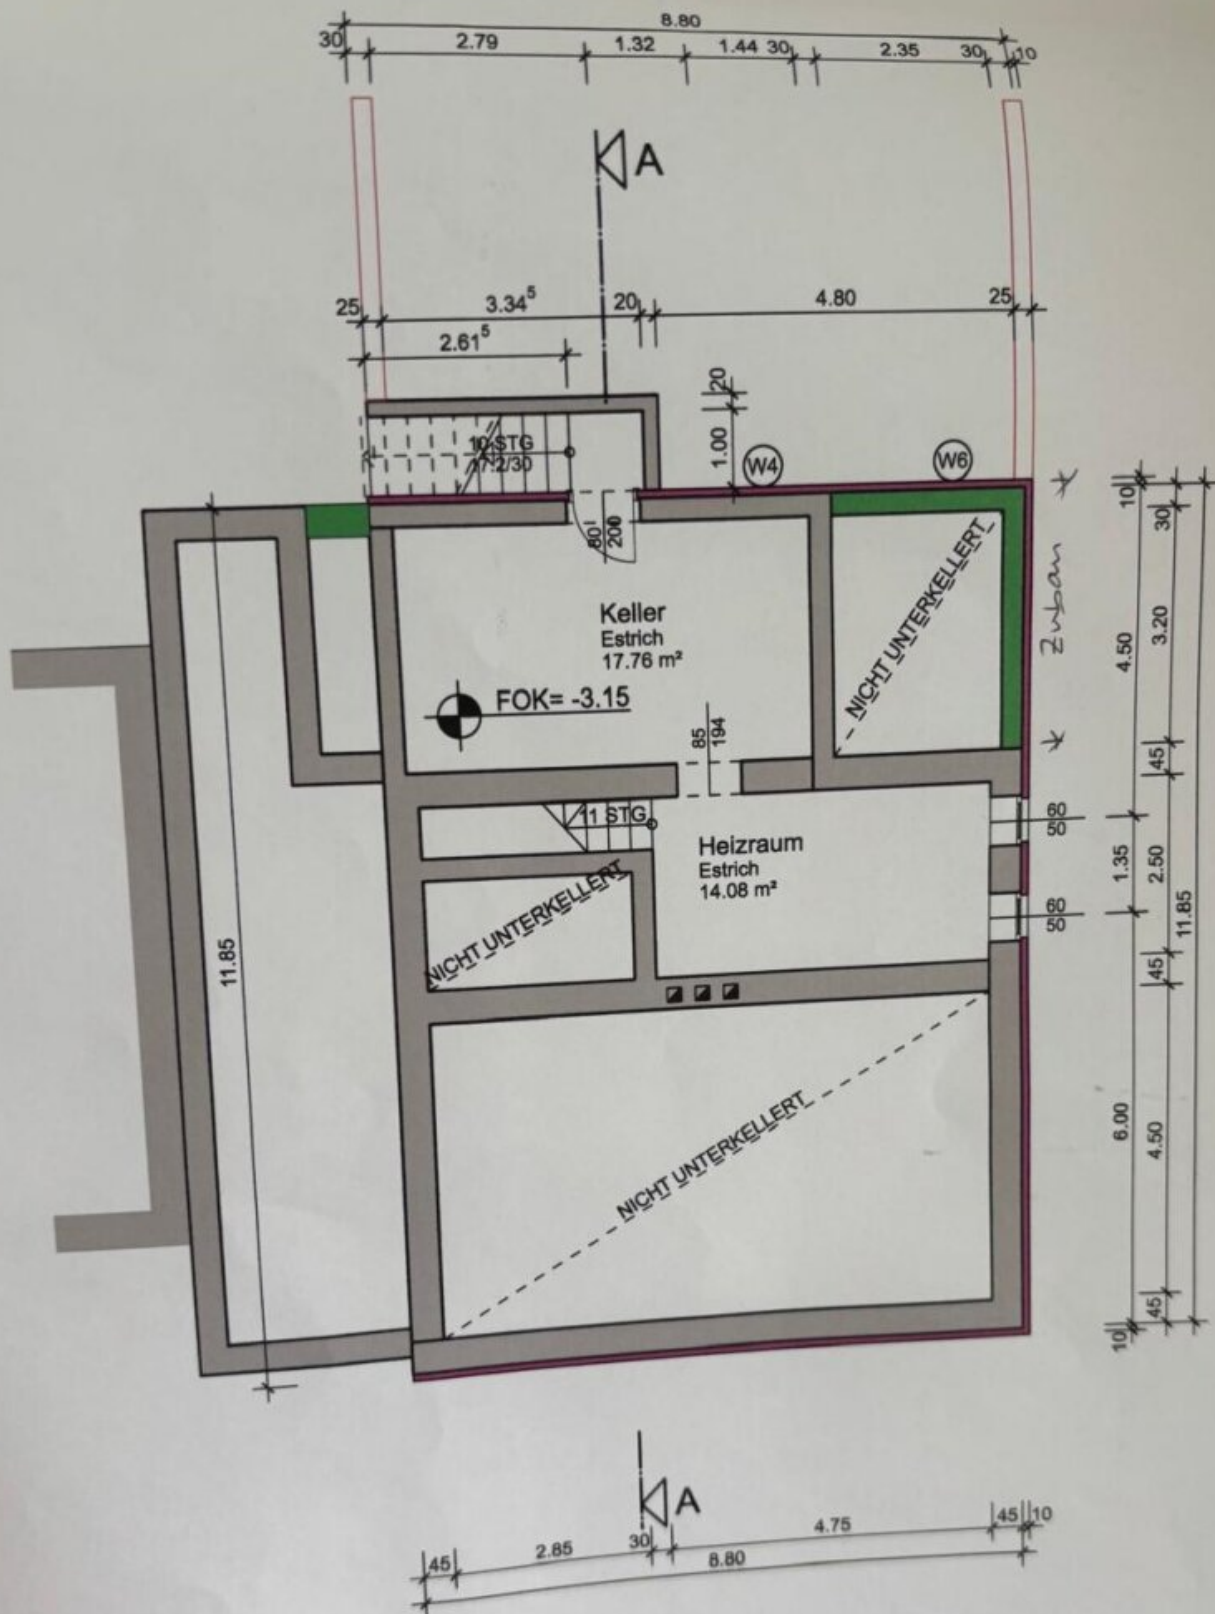 8.80
30 2.79 1.32 1.44 30 2.35 30 10
A
25 3.34⁵ 20 4.80 25
2.61⁵
20
1.00
10 STG
17.2/30
W4 W6
10
30
80
200
Keller
Estrich
17.76 m²
NICHT UNTERKELLERT
Zubau
4.50
3.20
FOK= -3.15
85
194
45
11 STG
Heizraum
Estrich
14.08 m²
60
50
1.35
2.50
60
50
11.85
NICHT UNTERKELLERT
11.85
45
NICHT UNTERKELLERT
6.00
4.50
45
10
A
45 2.85 30 4.75 45 10
8.80